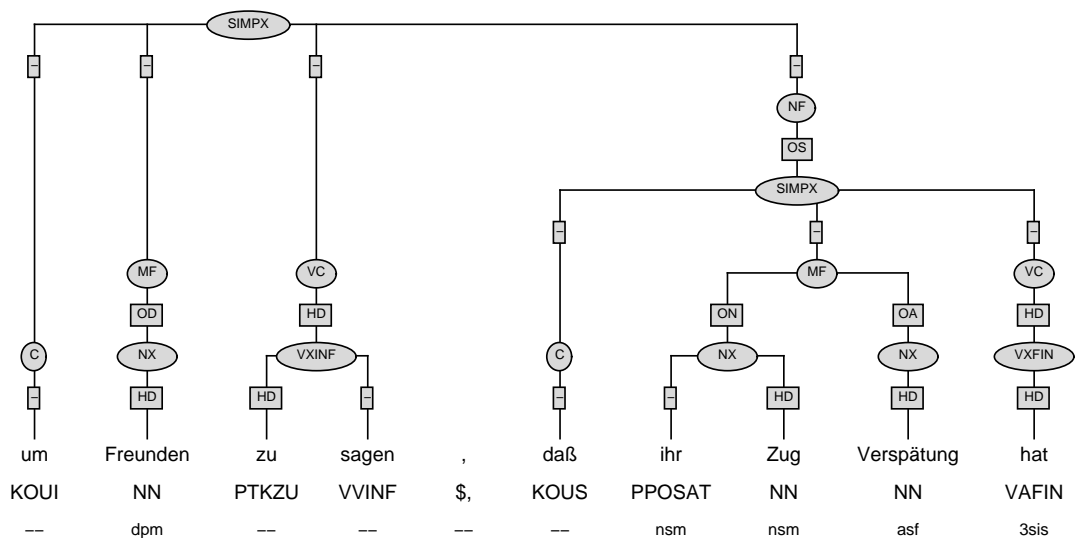 SIMPX
– – – –
NF
OS
SIMPX
– – –
MF VC MF VC
OD HD ON OA HD
C NX VXINF C NX NX VXFIN
– HD HD – – – HD HD HD
um Freunden zu sagen , daß ihr Zug Verspätung hat
KOUI NN PTKZU VVINF $, KOUS PPOSAT NN NN VAFIN
–– dpm –– –– –– –– nsm nsm asf 3sis